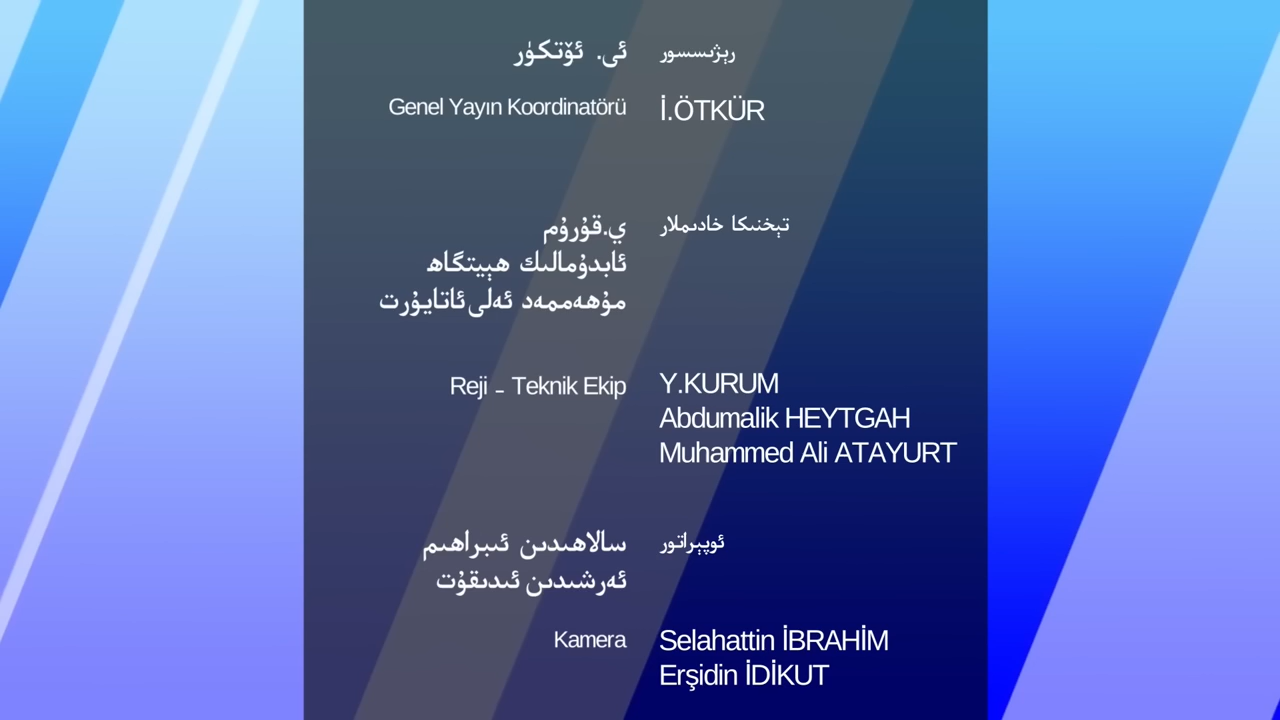 رېژىسسور ئى. ئۆتكۈر
Genel Yayın Koordinatörü İ.ÖTKÜR
تېخنىكا خادىملار ي.قۇرۇم
ئابدۇمالىك هېيتگاھ
مۇھەممەد ئەلى ئاتايۇرت
Reji - Teknik Ekip Y.KURUM
Abdumalik HEYTGAH
Muhammed Ali ATAYURT
ئوپېراتور سالاھىدىن ئىبراھىم
ئەرشىدىن ئىدىقۇت
Kamera Selahattin İBRAHİM
Erşidin İDİKUT